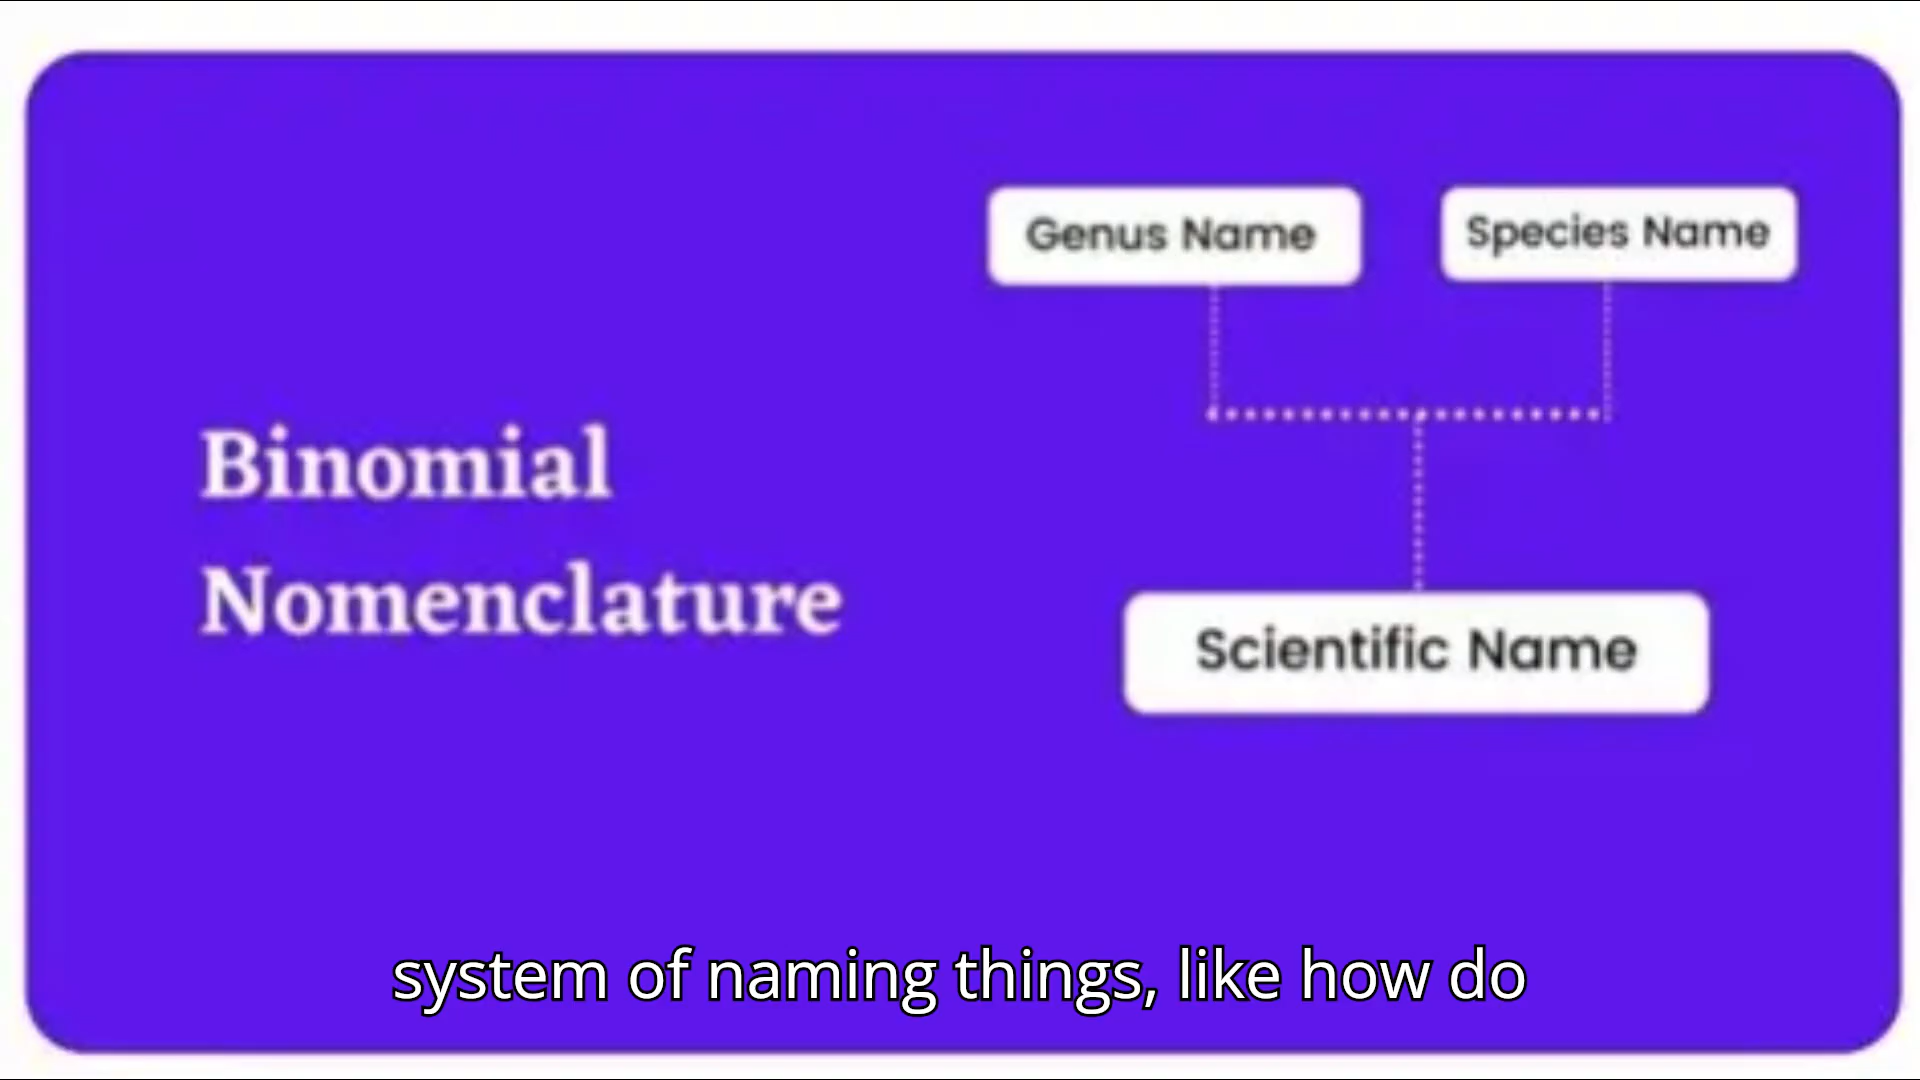 Genus Name
Species Name
Binomial
Nomenclature
Scientific Name
system of naming things, like how do